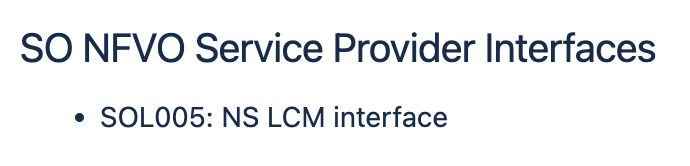 SO NFVO Service Provider Interfaces
• SOL005: NS LCM interface